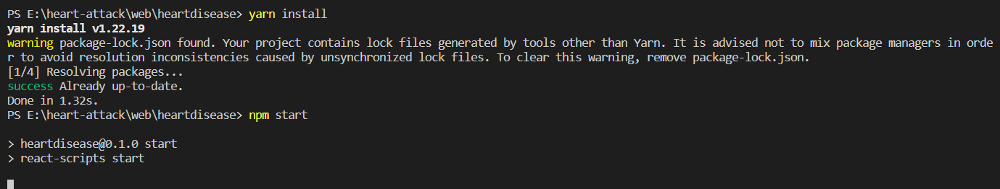 PS E:\heart-attack\web\heartdisease> yarn install
yarn install v1.22.19
warning package-lock.json found. Your project contains lock files generated by tools other than Yarn. It is advised not to mix package managers in orde
r to avoid resolution inconsistencies caused by unsynchronized lock files. To clear this warning, remove package-lock.json.
[1/4] Resolving packages...
success Already up-to-date.
Done in 1.32s.
PS E:\heart-attack\web\heartdisease> npm start
> heartdisease@0.1.0 start
> react-scripts start